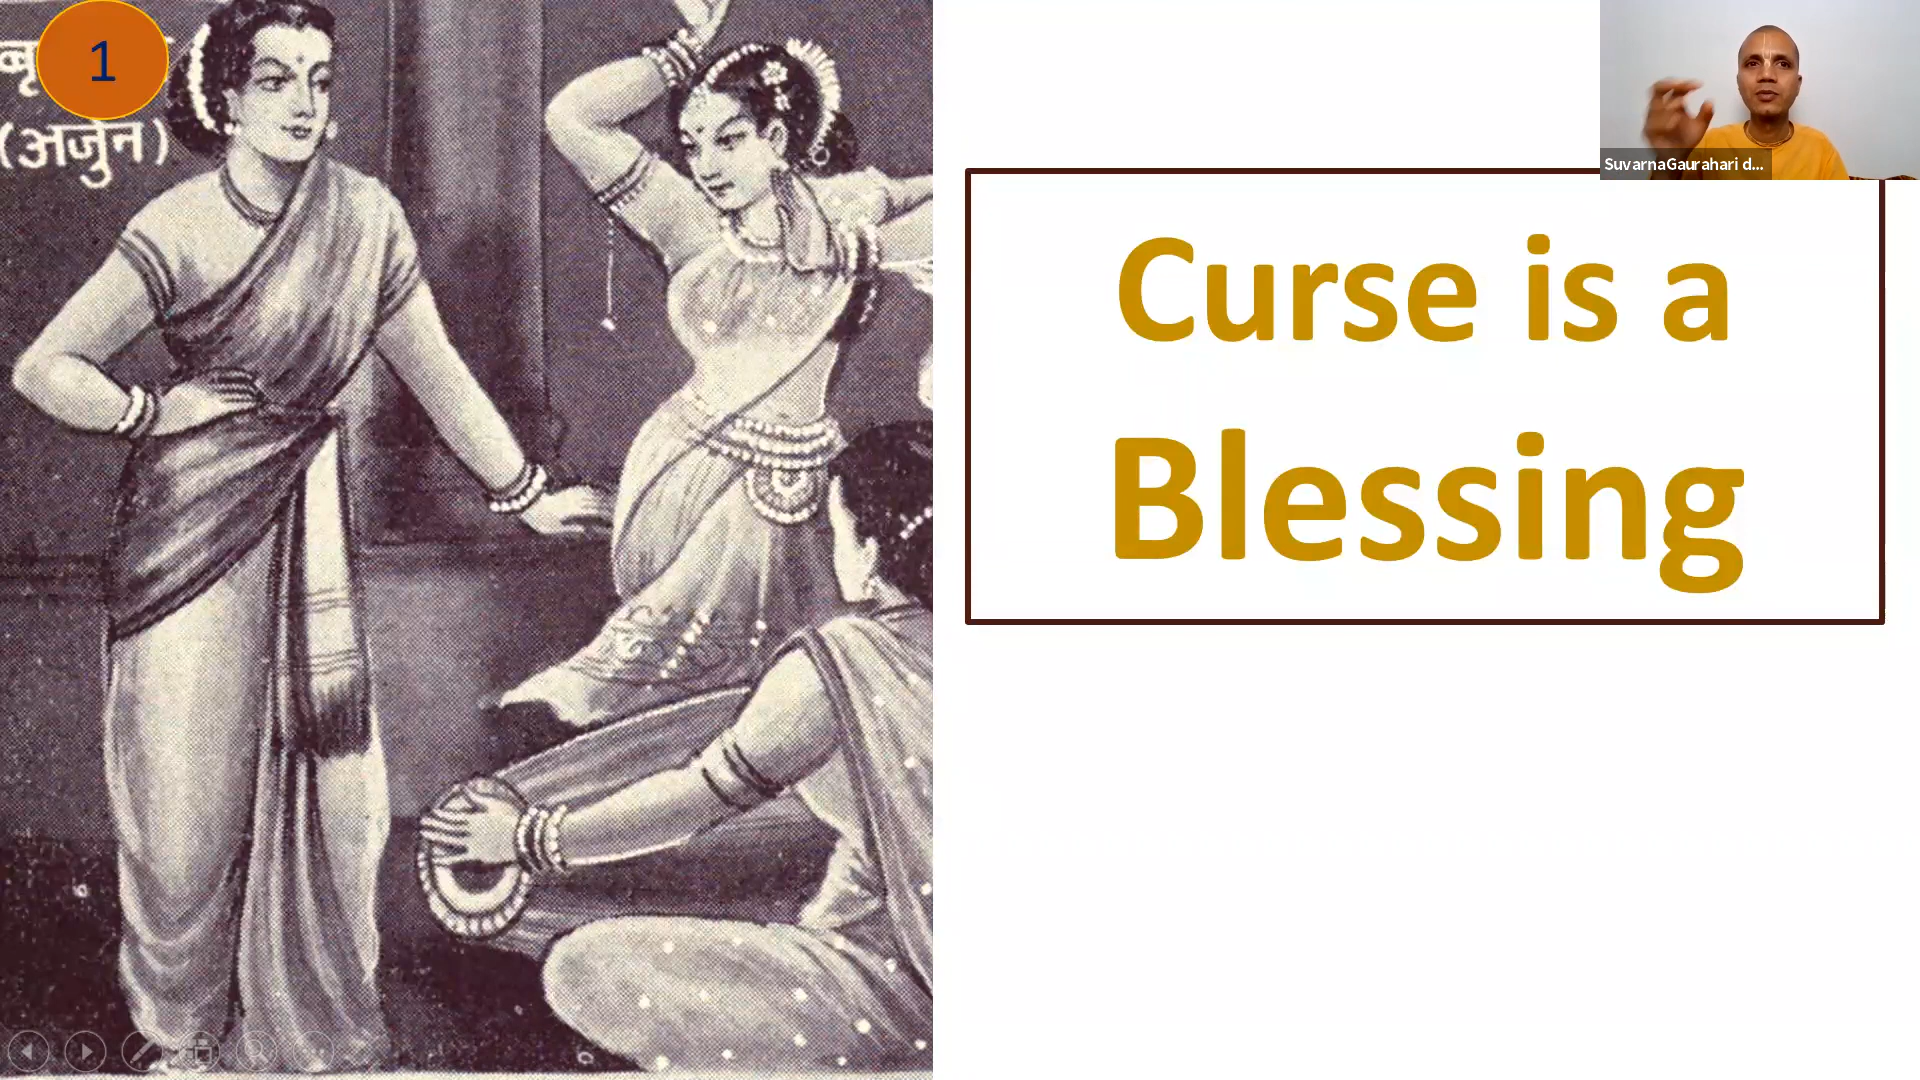 1
(अर्जुन)
SuvarnaGaurahari d...
Curse is a
Blessing